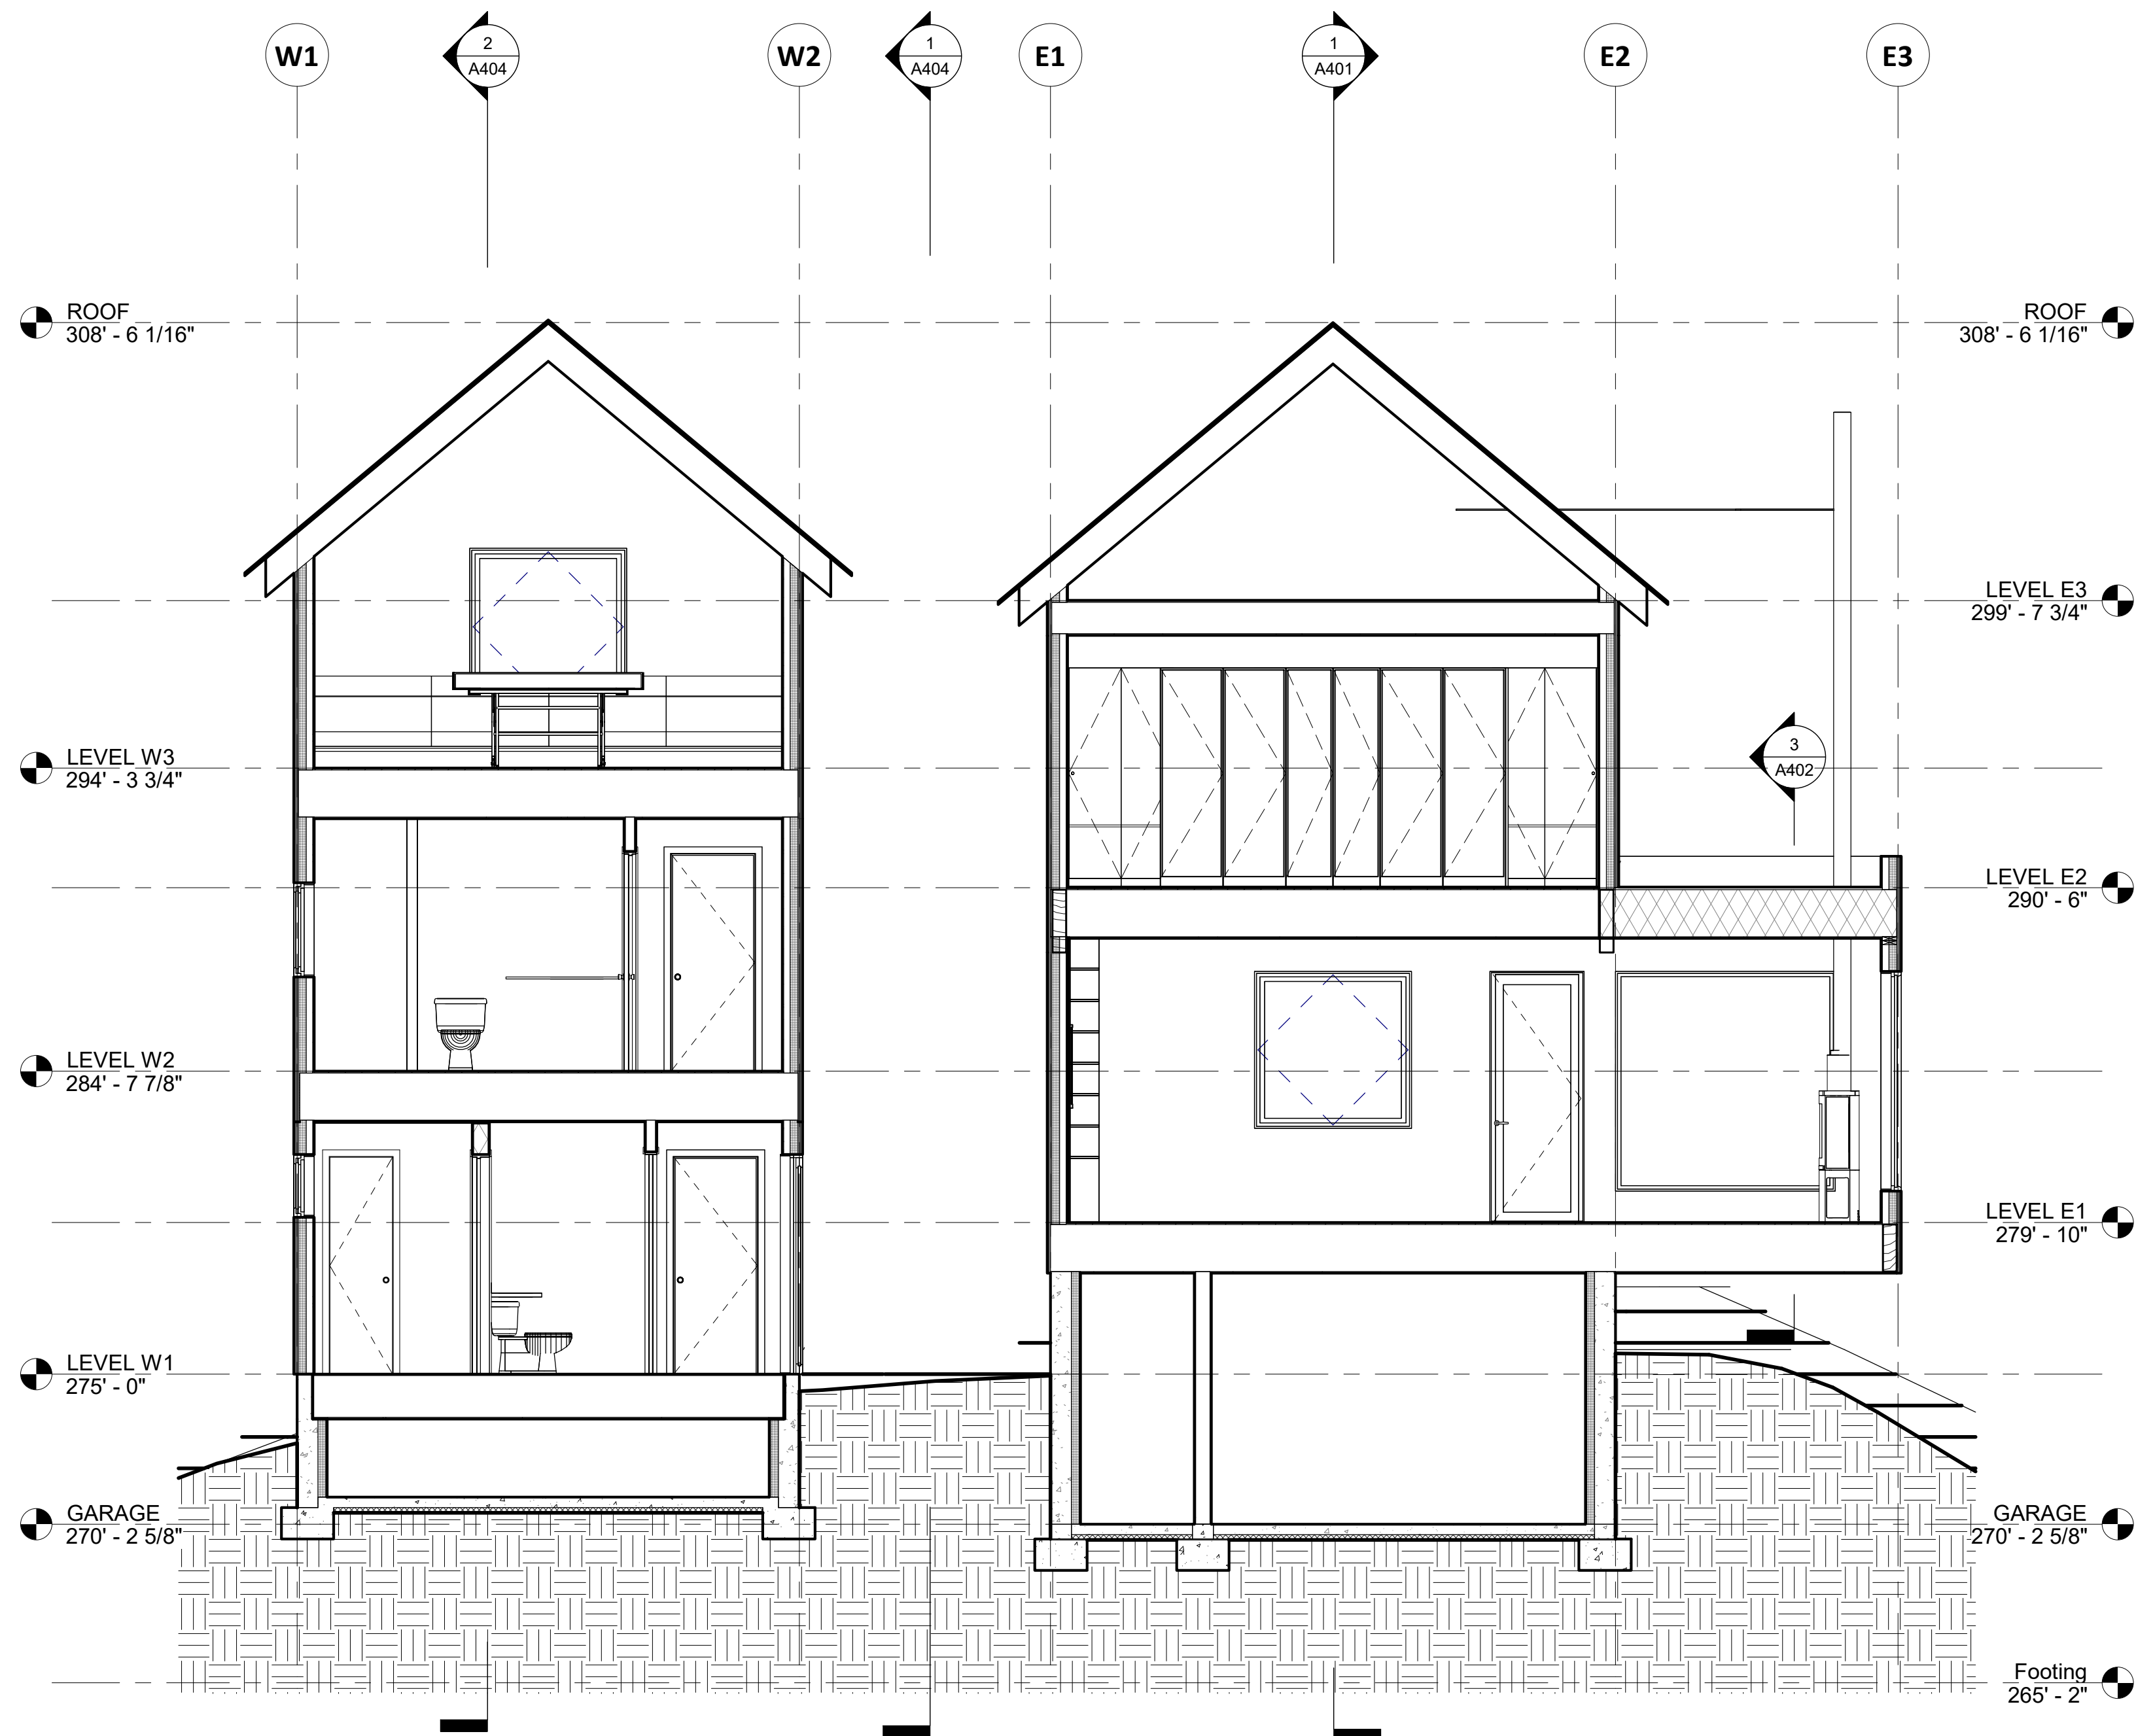 W1
2
A404
W2
1
A404
E1
1
A401
E2
E3
ROOF
308' - 6 1/16"
ROOF
308' - 6 1/16"
LEVEL E3
299' - 7 3/4"
LEVEL W3
294' - 3 3/4"
3
A402
LEVEL E2
290' - 6"
LEVEL W2
284' - 7 7/8"
LEVEL E1
279' - 10"
LEVEL W1
275' - 0"
GARAGE
270' - 2 5/8"
GARAGE
270' - 2 5/8"
Footing
265' - 2"